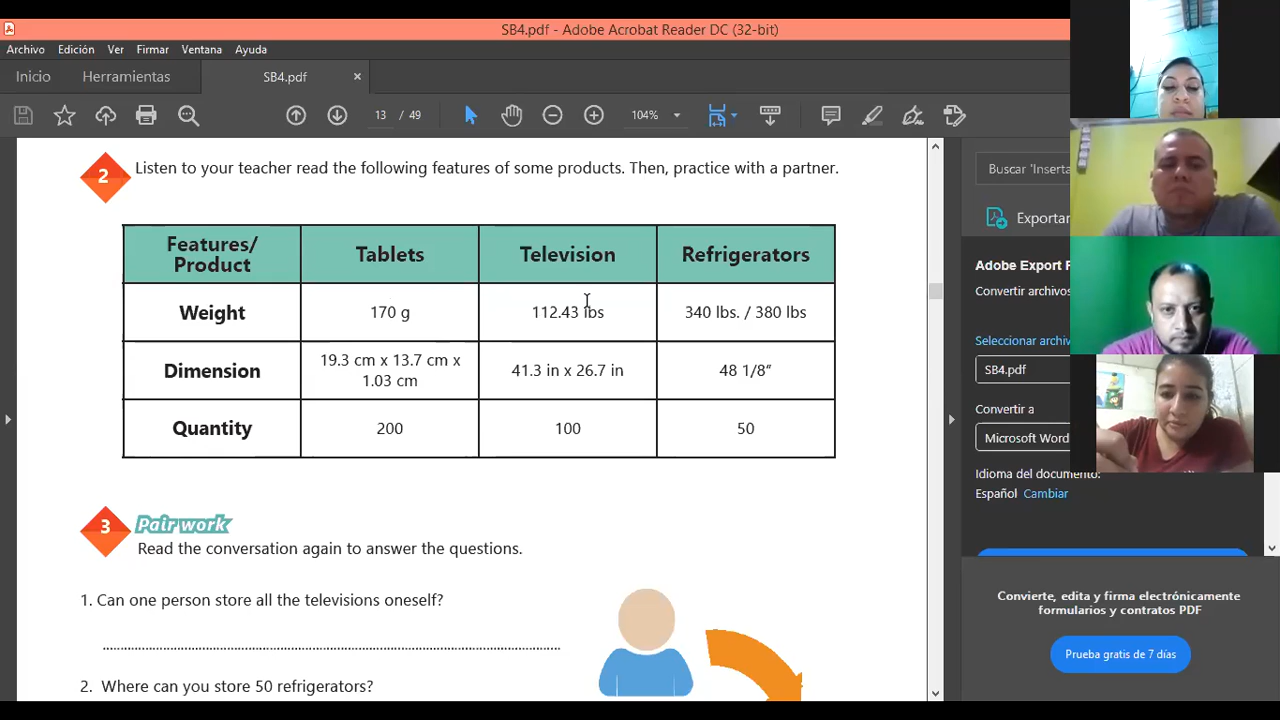 SB4.pdf - Adobe Acrobat Reader DC (32-bit)
Archivo Edición Ver Firmar Ventana Ayuda
Inicio Herramientas SB4.pdf ×
13 / 49 104%
2 Listen to your teacher read the following features of some products. Then, practice with a partner.
Features/ Product Tablets Television Refrigerators
Weight 170 g 112.43 lbs 340 lbs. / 380 lbs
Dimension 19.3 cm x 13.7 cm x 1.03 cm 41.3 in x 26.7 in 48 1/8”
Quantity 200 100 50
3 Pair work
Read the conversation again to answer the questions.
1. Can one person store all the televisions oneself?
2. Where can you store 50 refrigerators?
Buscar 'Inserta
Exportar
Adobe Export
Convertir archivos
Seleccionar archiv
SB4.pdf
Convertir a
Microsoft Word
Idioma del documento:
Español Cambiar
Convierte, edita y firma electrónicamente
formularios y contratos PDF
Prueba gratis de 7 días